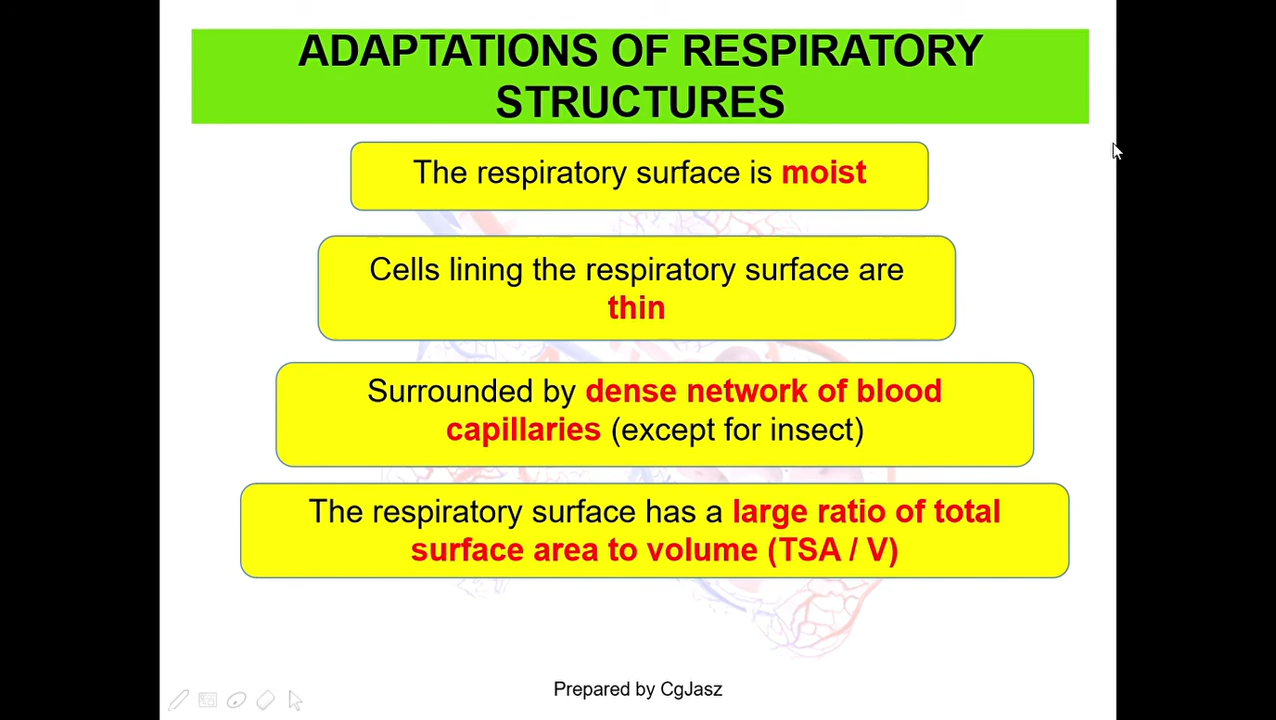 ADAPTATIONS OF RESPIRATORY
STRUCTURES
The respiratory surface is moist
Cells lining the respiratory surface are
thin
Surrounded by dense network of blood
capillaries (except for insect)
The respiratory surface has a large ratio of total
surface area to volume (TSA / V)
Prepared by CgJasz